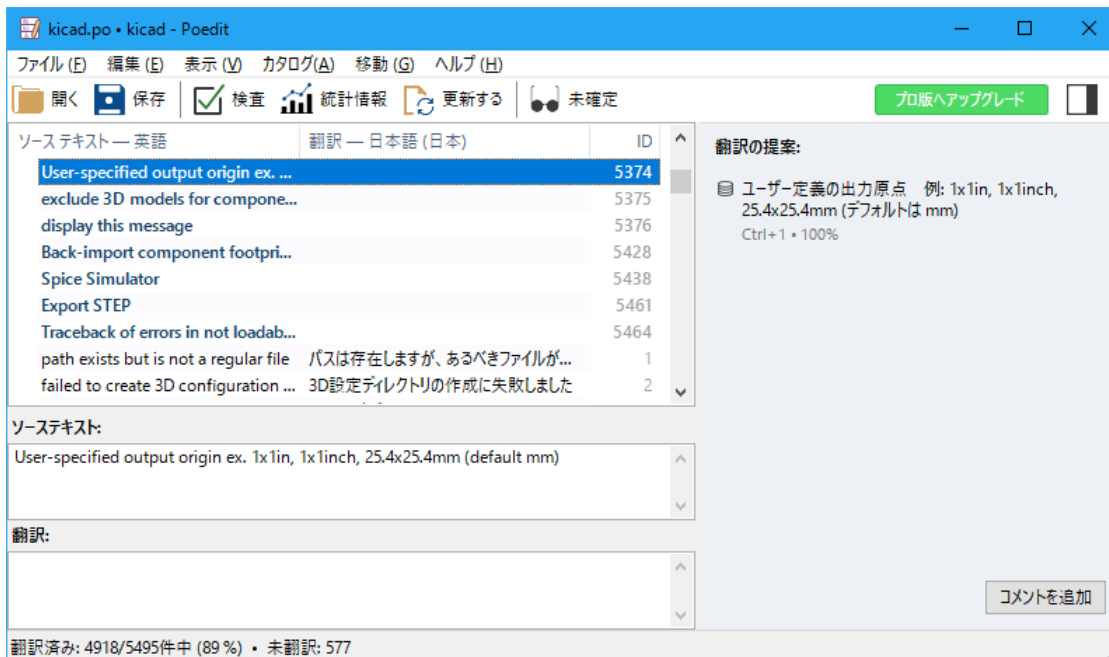 kicad.po • kicad - Poedit
ファイル (F) 編集 (E) 表示 (V) カタログ(A) 移動 (G) ヘルプ (H)
開く 保存 検査 統計情報 更新する 未確定 プロ版へアップグレード
ソース テキスト — 英語 翻訳 — 日本語 (日本) ID
User-specified output origin ex. ... 5374
exclude 3D models for compone... 5375
display this message 5376
Back-import component footpri... 5428
Spice Simulator 5438
Export STEP 5461
Traceback of errors in not loadab... 5464
path exists but is not a regular file パスは存在しますが、あるべきファイルが... 1
failed to create 3D configuration ... 3D設定ディレクトリの作成に失敗しました 2
ソーステキスト:
User-specified output origin ex. 1x1in, 1x1inch, 25.4x25.4mm (default mm)
翻訳:
翻訳の提案:
ユーザー定義の出力原点　例: 1x1in, 1x1inch,
25.4x25.4mm (デフォルトは mm)
Ctrl+1 • 100%
コメントを追加
翻訳済み: 4918/5495件中 (89 %) • 未翻訳: 577